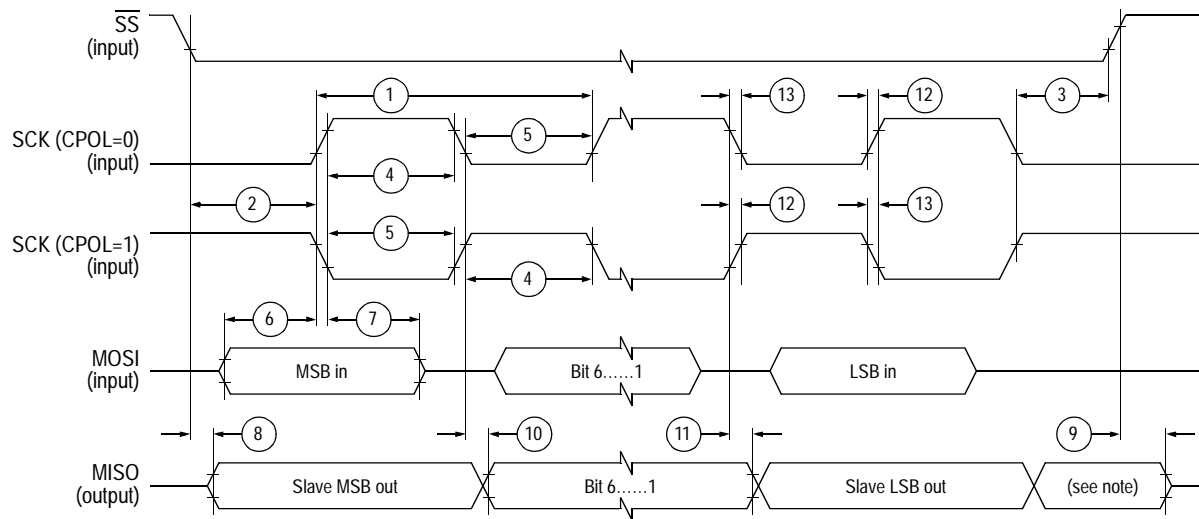 SS
(input)
1
13
12
3
SCK (CPOL=0)
(input)
5
4
2
12
13
SCK (CPOL=1)
(input)
5
4
6
7
MOSI
(input)
MSB in
Bit 6......1
LSB in
8
10
11
9
MISO
(output)
Slave MSB out
Bit 6......1
Slave LSB out
(see note)